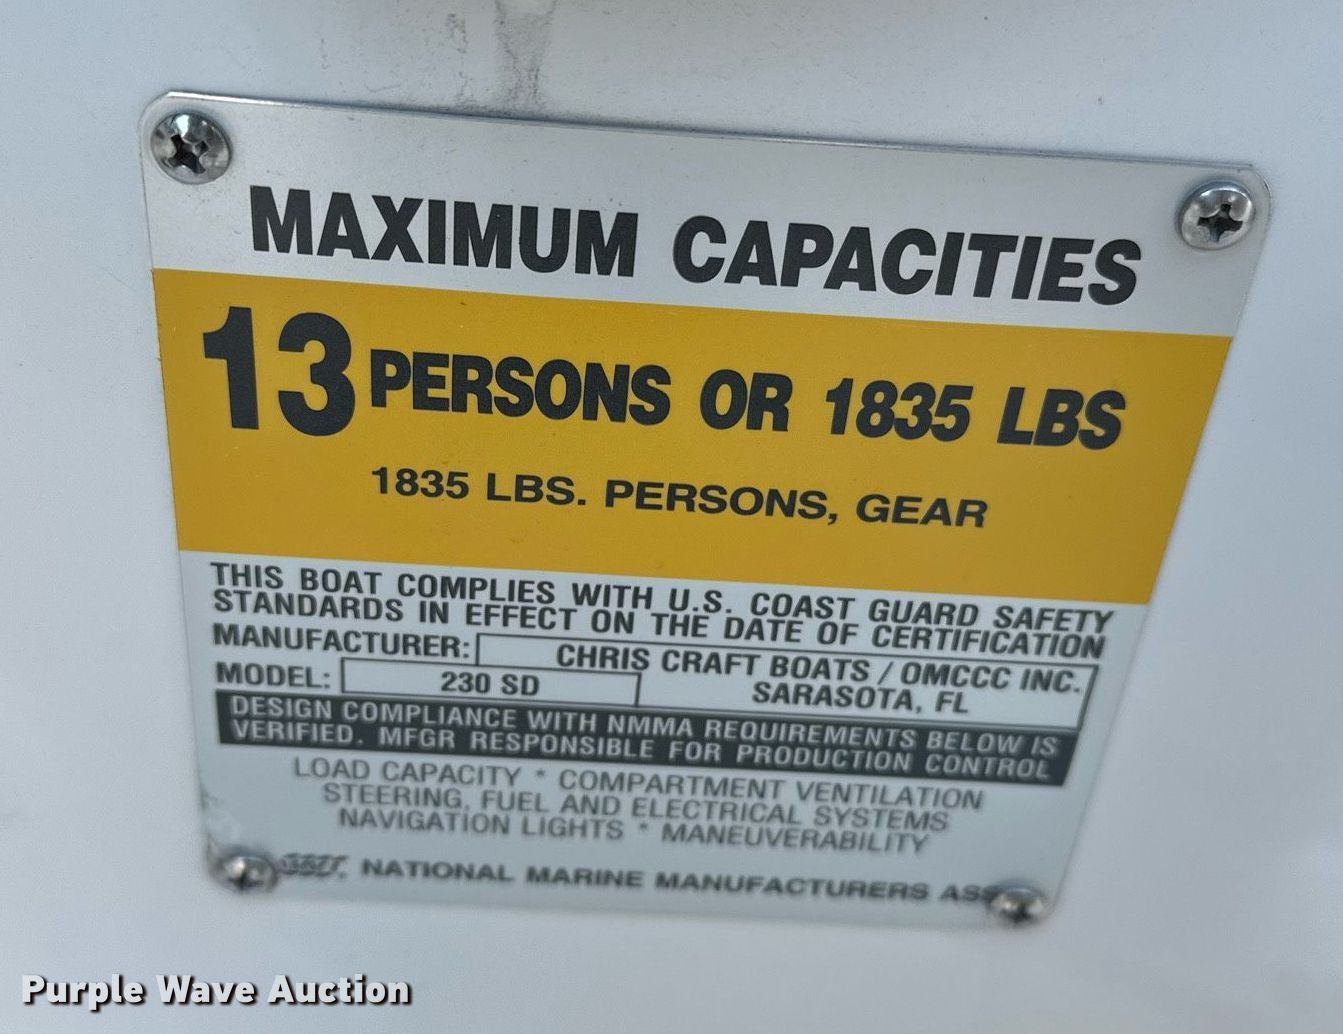 MAXIMUM CAPACITIES
13 PERSONS OR 1835 LBS
1835 LBS. PERSONS, GEAR
THIS BOAT COMPLIES WITH U.S. COAST GUARD SAFETY
STANDARDS IN EFFECT ON THE DATE OF CERTIFICATION
MANUFACTURER: CHRIS CRAFT BOATS / OMCCC INC.
MODEL: 230 SD SARASOTA, FL
DESIGN COMPLIANCE WITH NMMA REQUIREMENTS BELOW IS
VERIFIED. MFGR RESPONSIBLE FOR PRODUCTION CONTROL
LOAD CAPACITY * COMPARTMENT VENTILATION
STEERING, FUEL AND ELECTRICAL SYSTEMS
NAVIGATION LIGHTS * MANEUVERABILITY
NATIONAL MARINE MANUFACTURERS
Purple Wave Auction